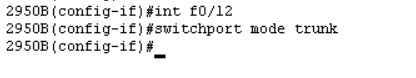 2950B(config-if)#int f0/12
2950B(config-if)#switchport mode trunk
2950B(config-if)#